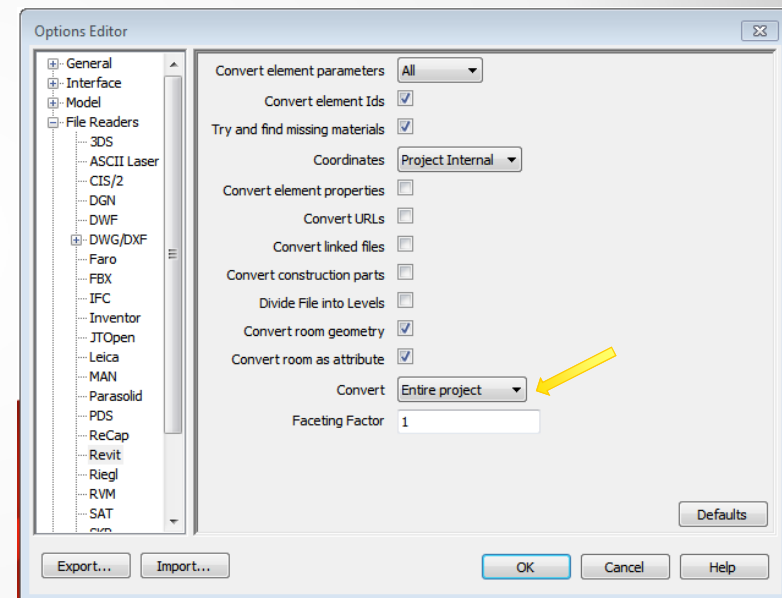 Options Editor
General
Interface
Model
File Readers
3DS
ASCII Laser
CIS/2
DGN
DWF
DWG/DXF
Faro
FBX
IFC
Inventor
JTOpen
Leica
MAN
Parasolid
PDS
ReCap
Revit
Riegl
RVM
SAT
Convert element parameters All
Convert element Ids
Try and find missing materials
Coordinates Project Internal
Convert element properties
Convert URLs
Convert linked files
Convert construction parts
Divide File into Levels
Convert room geometry
Convert room as attribute
Convert Entire project
Faceting Factor 1
Defaults
Export... Import... OK Cancel Help